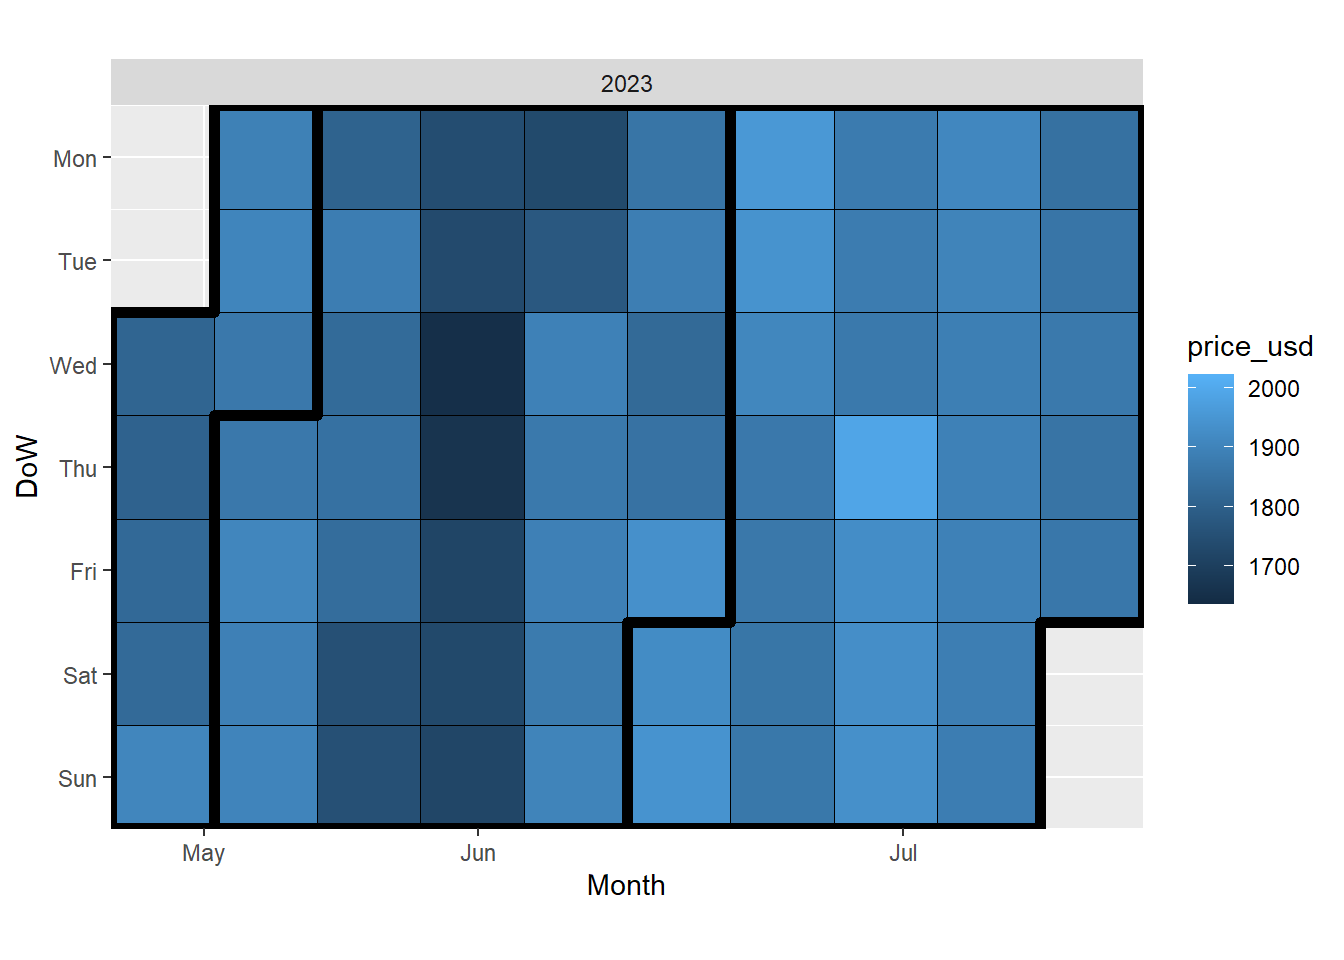 2023
Mon
Tue
Wed
Thu
Fri
Sat
Sun
DoW
May
Jun
Jul
Month
price_usd
2000
1900
1800
1700